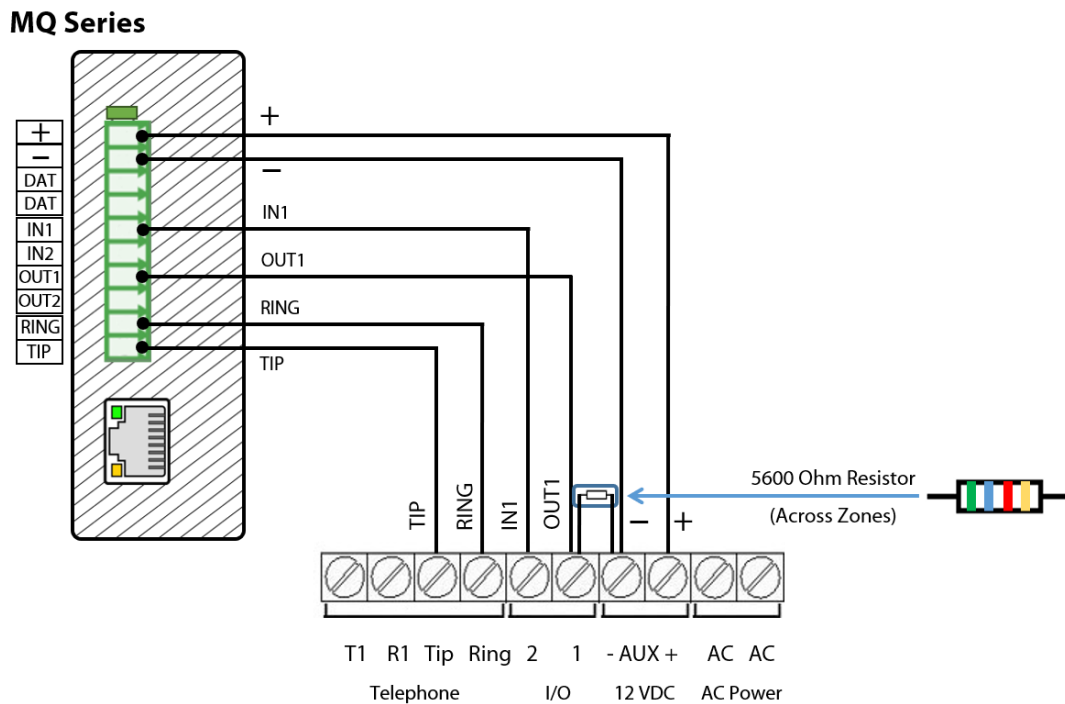 MQ Series
+
−
DAT
DAT
IN1
IN2
OUT1
OUT2
RING
TIP
+
−
IN1
OUT1
RING
TIP
TIP
RING
IN1
OUT1
− +
5600 Ohm Resistor
(Across Zones)
T1 R1 Tip Ring 2 1 - AUX + AC AC
Telephone I/O 12 VDC AC Power